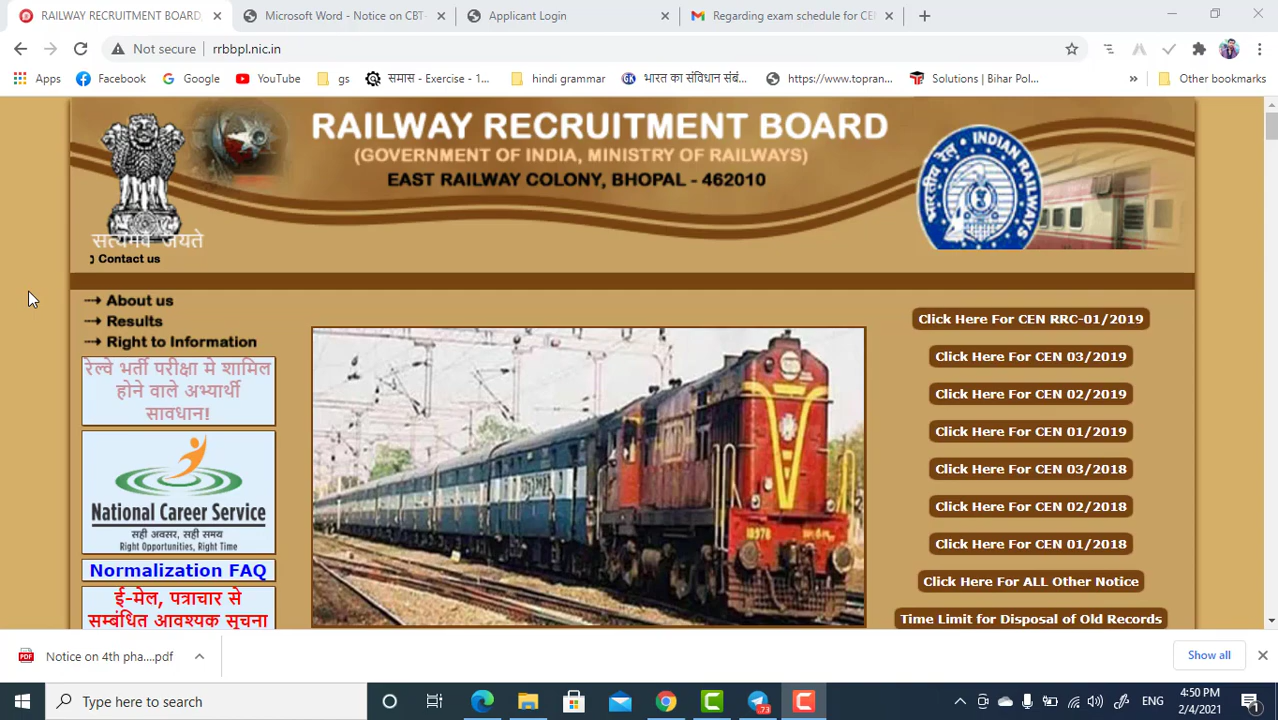 RAILWAY RECRUITMENT BOARD,
Microsoft Word - Notice on CBT-
Applicant Login
Regarding exam schedule for CEN
Not secure rrbbpl.nic.in
Apps Facebook Google YouTube gs समास - Exercise - 1... hindi grammar भारत का संविधान संबं... https://www.topran... Solutions | Bihar Pol... » Other bookmarks
RAILWAY RECRUITMENT BOARD
(GOVERNMENT OF INDIA, MINISTRY OF RAILWAYS)
EAST RAILWAY COLONY, BHOPAL - 462010
सत्यमेव जयते
भारतीय रेल INDIAN RAILWAYS
Contact us
About us
Results
Right to Information
रेल्वे भर्ती परीक्षा मे शामिल
होने वाले अभ्यार्थी
सावधान!
National Career Service
सही अवसर, सही समय
Right Opportunities, Right Time
Normalization FAQ
ई-मेल, पत्राचार से
सम्बंधित आवश्यक सूचना
Click Here For CEN RRC-01/2019
Click Here For CEN 03/2019
Click Here For CEN 02/2019
Click Here For CEN 01/2019
Click Here For CEN 03/2018
Click Here For CEN 02/2018
Click Here For CEN 01/2018
Click Here For ALL Other Notice
Time Limit for Disposal of Old Records
Notice on 4th pha....pdf
Show all
Type here to search
73
ENG
4:50 PM
2/4/2021
1